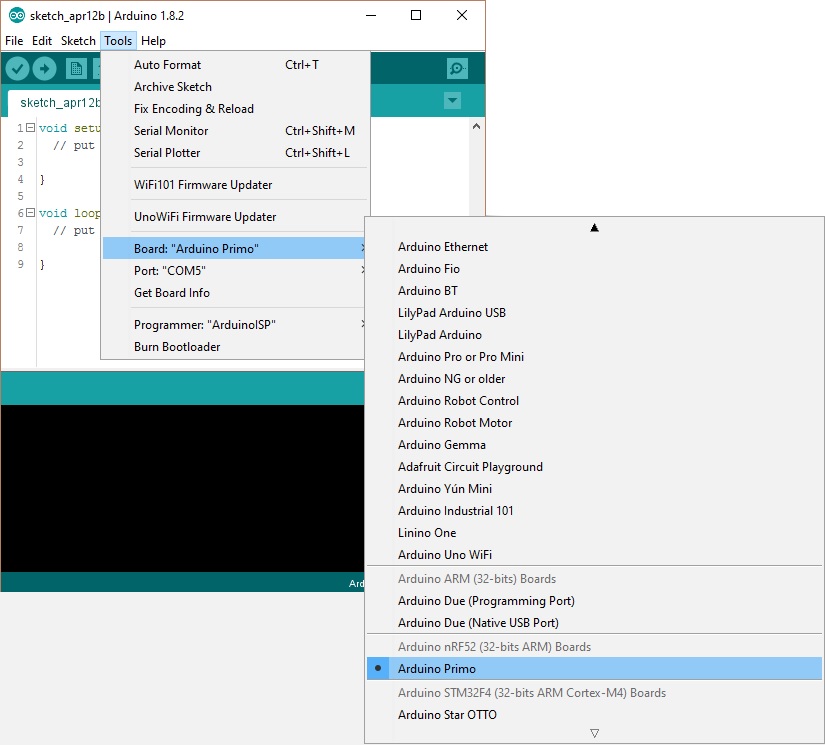 sketch_apr12b | Arduino 1.8.2
File Edit Sketch Tools Help
sketch_apr12b
1 void setu
2 // put
3
4 }
5
6 void loop
7 // put
8
9 }
Auto Format Ctrl+T
Archive Sketch
Fix Encoding & Reload
Serial Monitor Ctrl+Shift+M
Serial Plotter Ctrl+Shift+L
WiFi101 Firmware Updater
UnoWiFi Firmware Updater
Board: "Arduino Primo"
Port: "COM5"
Get Board Info
Programmer: "ArduinoISP"
Burn Bootloader
Arduino Ethernet
Arduino Fio
Arduino BT
LilyPad Arduino USB
LilyPad Arduino
Arduino Pro or Pro Mini
Arduino NG or older
Arduino Robot Control
Arduino Robot Motor
Arduino Gemma
Adafruit Circuit Playground
Arduino Yún Mini
Arduino Industrial 101
Linino One
Arduino Uno WiFi
Arduino ARM (32-bits) Boards
Arduino Due (Programming Port)
Arduino Due (Native USB Port)
Arduino nRF52 (32-bits ARM) Boards
Arduino Primo
Arduino STM32F4 (32-bits ARM Cortex-M4) Boards
Arduino Star OTTO
Ard